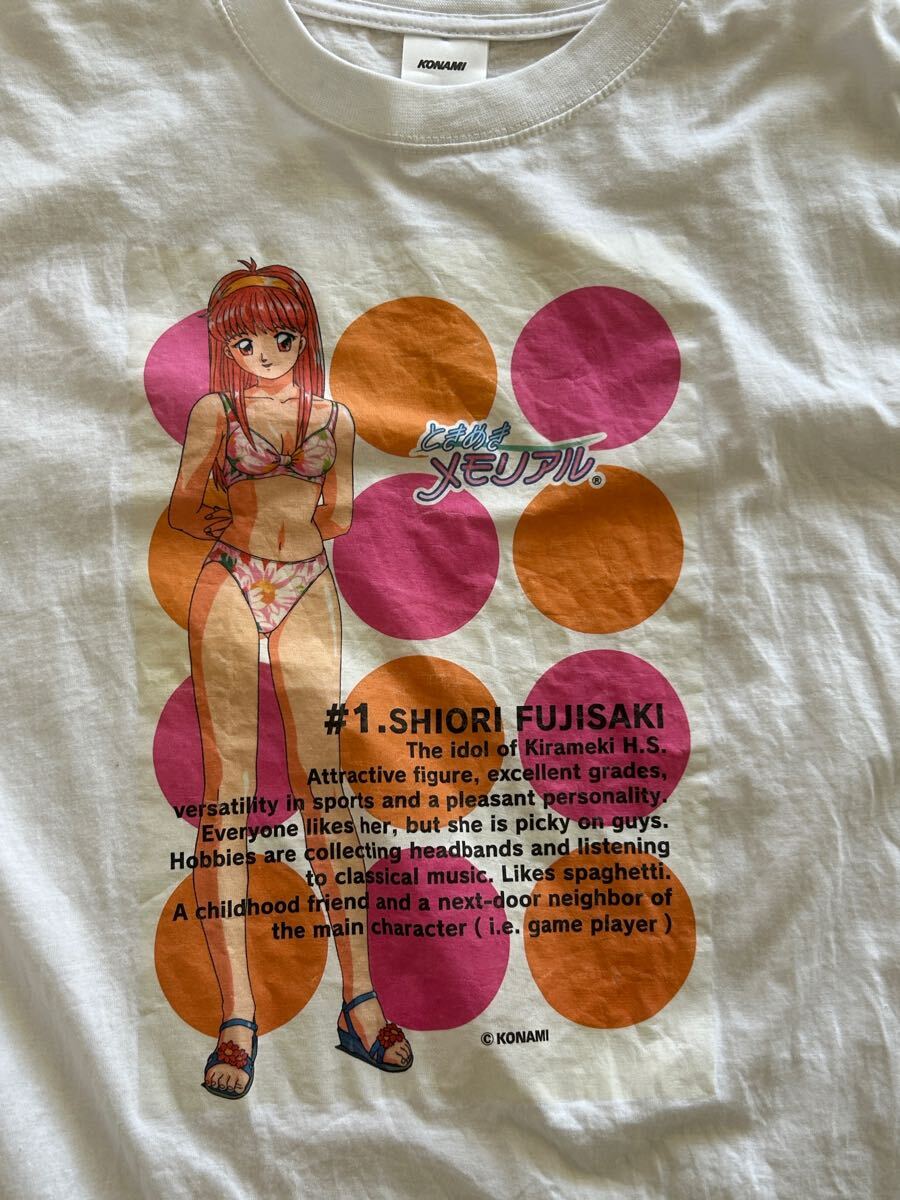 KONAMI
ときめき
メモリアル®
#1.SHIORI FUJISAKI
The idol of Kirameki H.S.
Attractive figure, excellent grades,
versatility in sports and a pleasant personality.
Everyone likes her, but she is picky on guys.
Hobbies are collecting headbands and listening
to classical music. Likes spaghetti.
A childhood friend and a next-door neighbor of
the main character ( i.e. game player )
© KONAMI